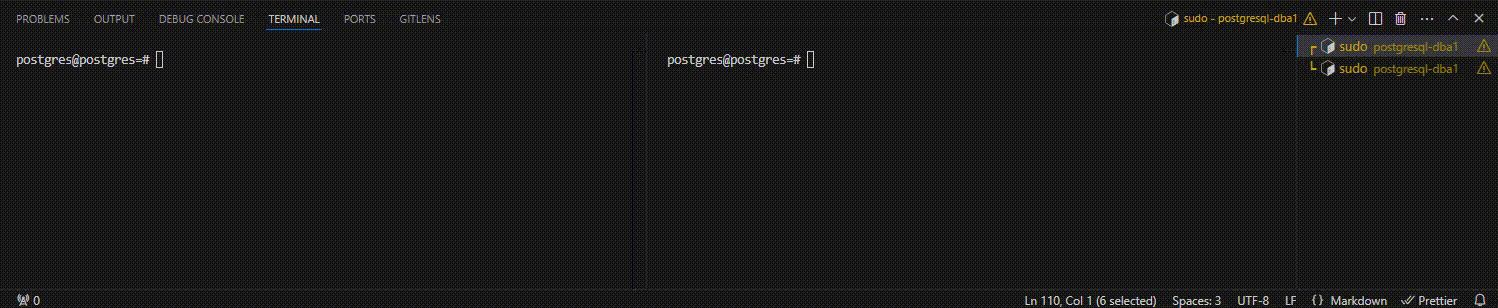 PROBLEMS OUTPUT DEBUG CONSOLE TERMINAL PORTS GITLENS sudo - postgresql-dba1
postgres@postgres=#
postgres@postgres=#
sudo postgresql-dba1
sudo postgresql-dba1
0 Ln 110, Col 1 (6 selected) Spaces: 3 UTF-8 LF {} Markdown Prettier